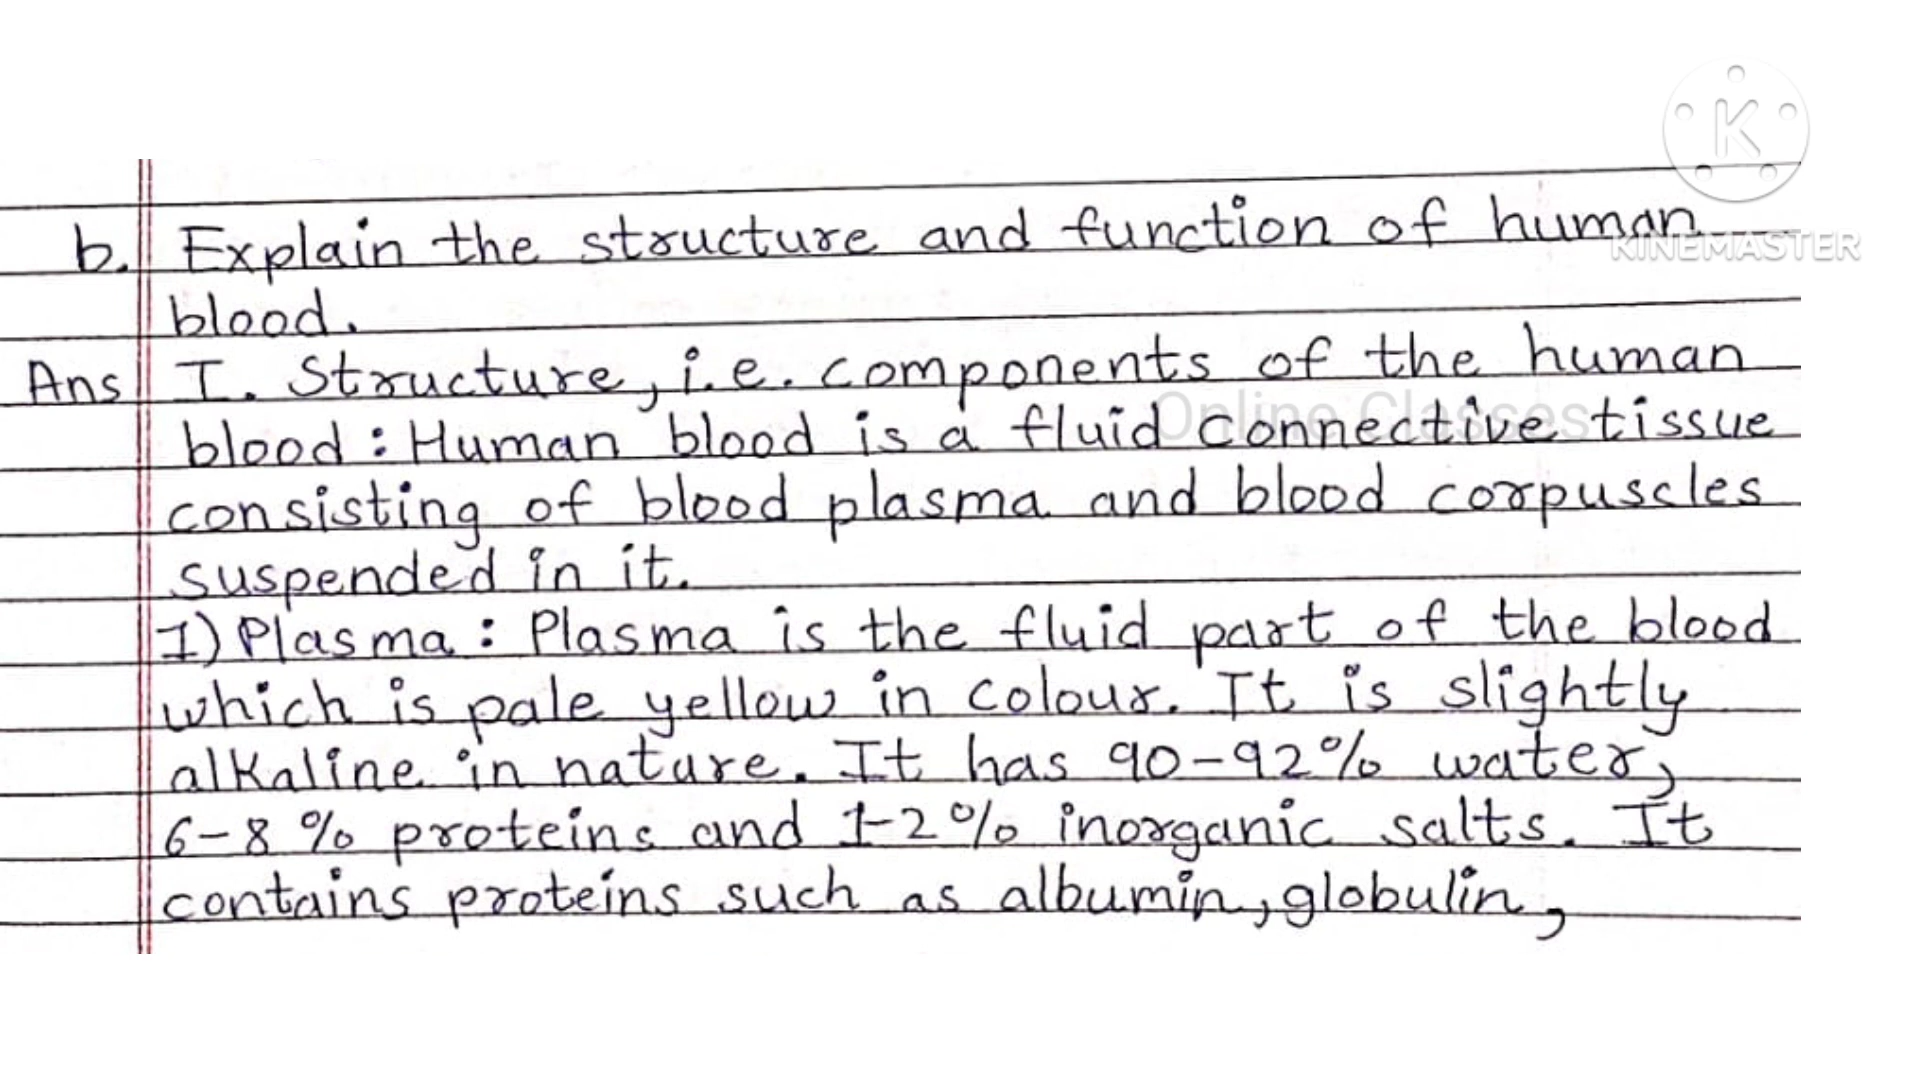 K
KINEMASTER
b. Explain the structure and function of human
blood.
Ans I. Structure, i.e. components of the human
Online Classes
blood : Human blood is a fluid connective tissue
consisting of blood plasma and blood corpuscles
suspended in it.
1) Plasma : Plasma is the fluid part of the blood
which is pale yellow in colour. It is slightly
alkaline in nature. It has 90-92% water,
6-8 % proteins and 1-2% inorganic salts. It
contains proteins such as albumin, globulin,